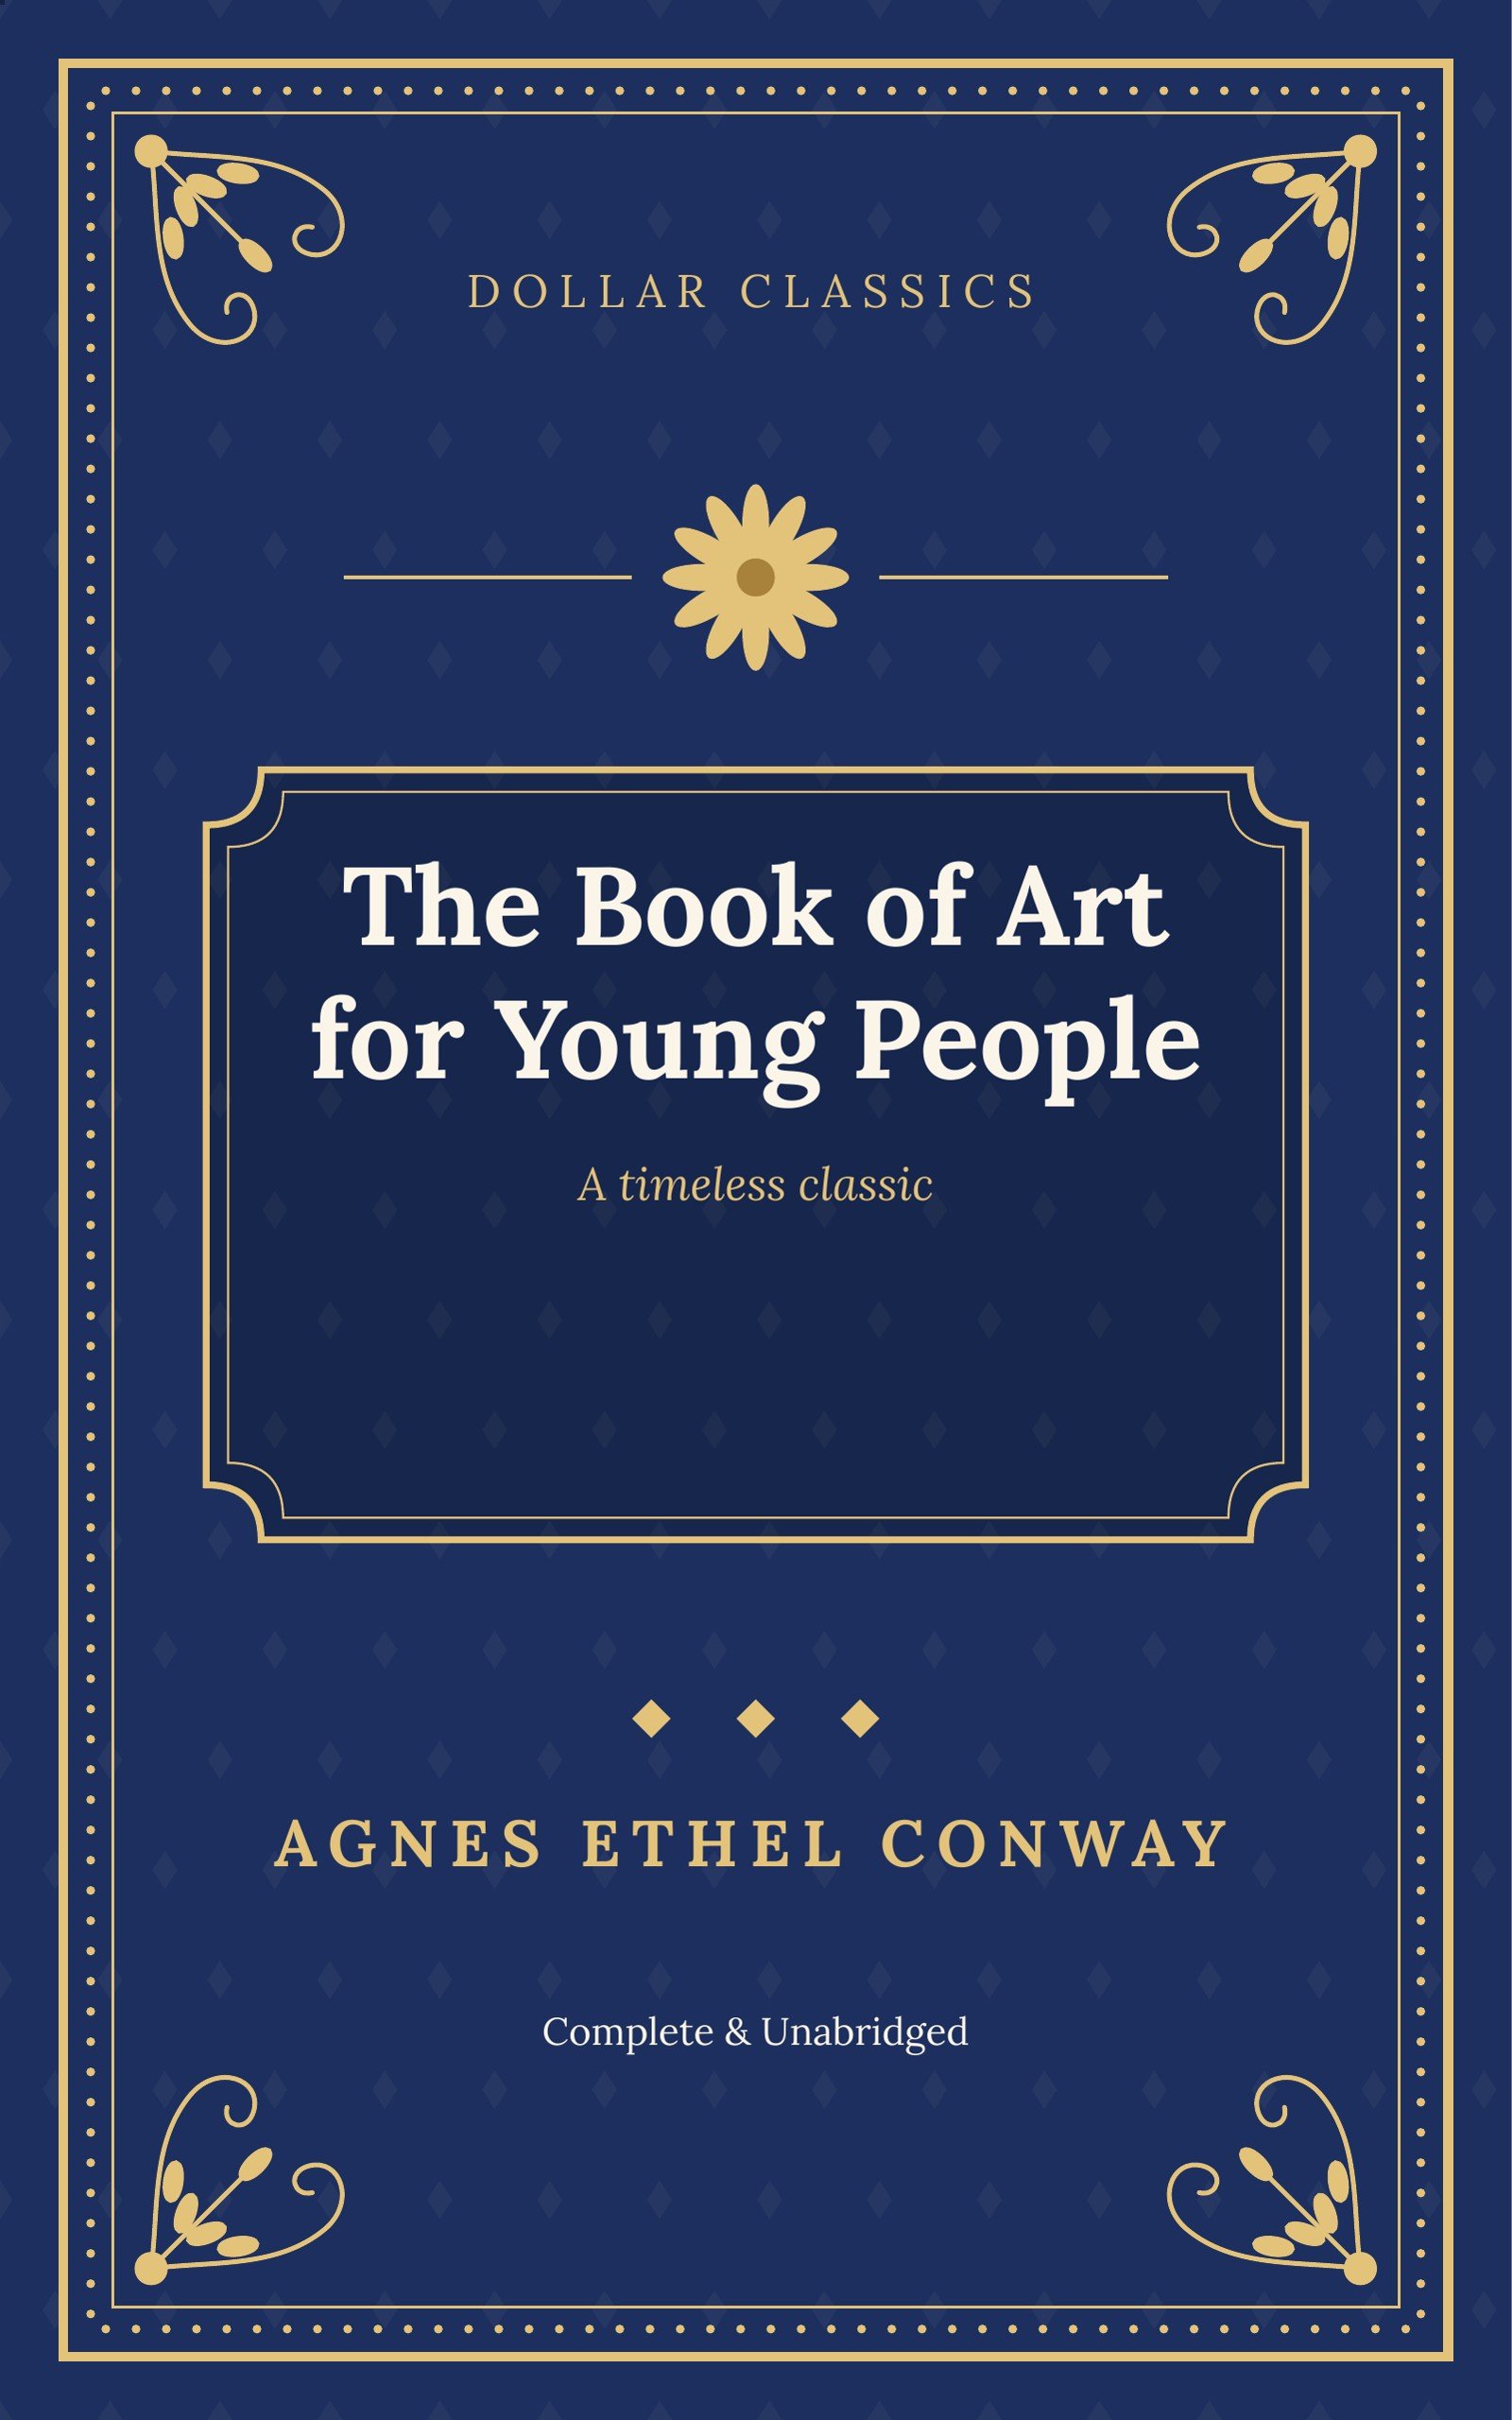 DOLLAR CLASSICS
The Book of Art
for Young People
A timeless classic
AGNES ETHEL CONWAY
Complete & Unabridged